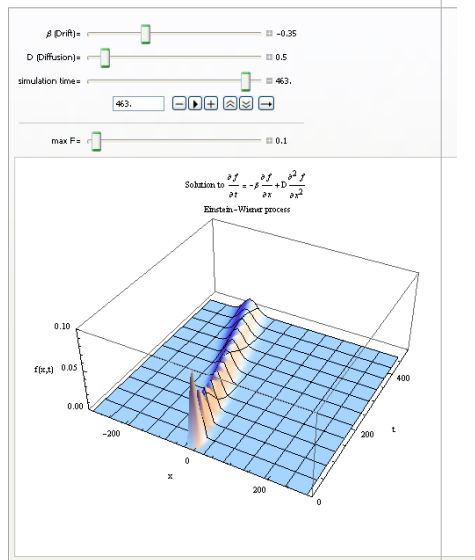 β (Drift)= -0.35
D (Diffusion)= 0.5
simulation time= 463.
463.
max F= 0.1
Solution to ∂f/∂t = -β ∂f/∂x + D ∂²f/∂x²
Einstein-Wiener process
0.10
f(x,t) 0.05
0.00
-200
0
200
x
0
200
400
t